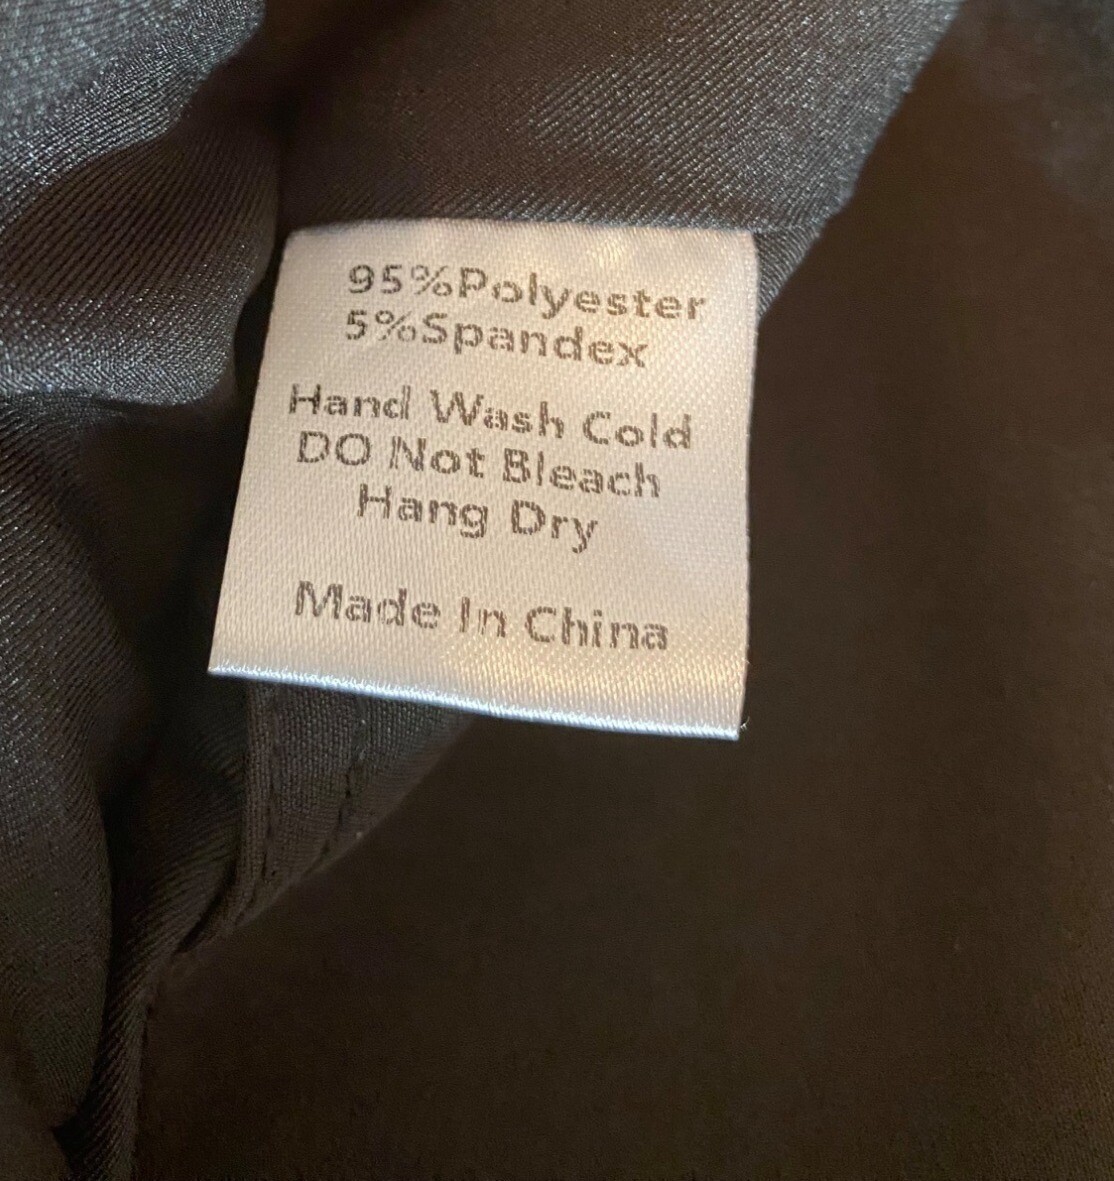 95%Polyester
5%Spandex
Hand Wash Cold
DO Not Bleach
Hang Dry
Made In China